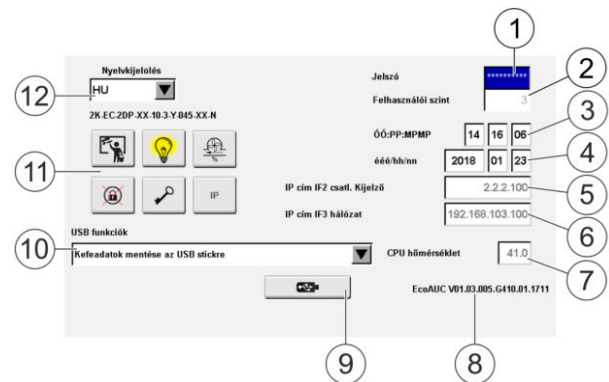 1
Nyelvkijelölés
HU
12
Jelszó
**********
2
Felhasználói szint
3
2K-EC-2DP-XX-10-3-Y-045-XX-N
ÓÓ:PP:MPMP
14 16 06
3
ééé/hh/nn
2018 01 23
4
11
%
IP
IP cím IF2 csatl. Kijelző
2.2.2.100
5
IP cím IF3 hálózat
192.168.103.100
6
USB funkciók
10
Kefeadatok mentése az USB stickre
CPU hőmérséklet
41.0
7
EcoAUC V01.03.005.G410.01.1711
9
8